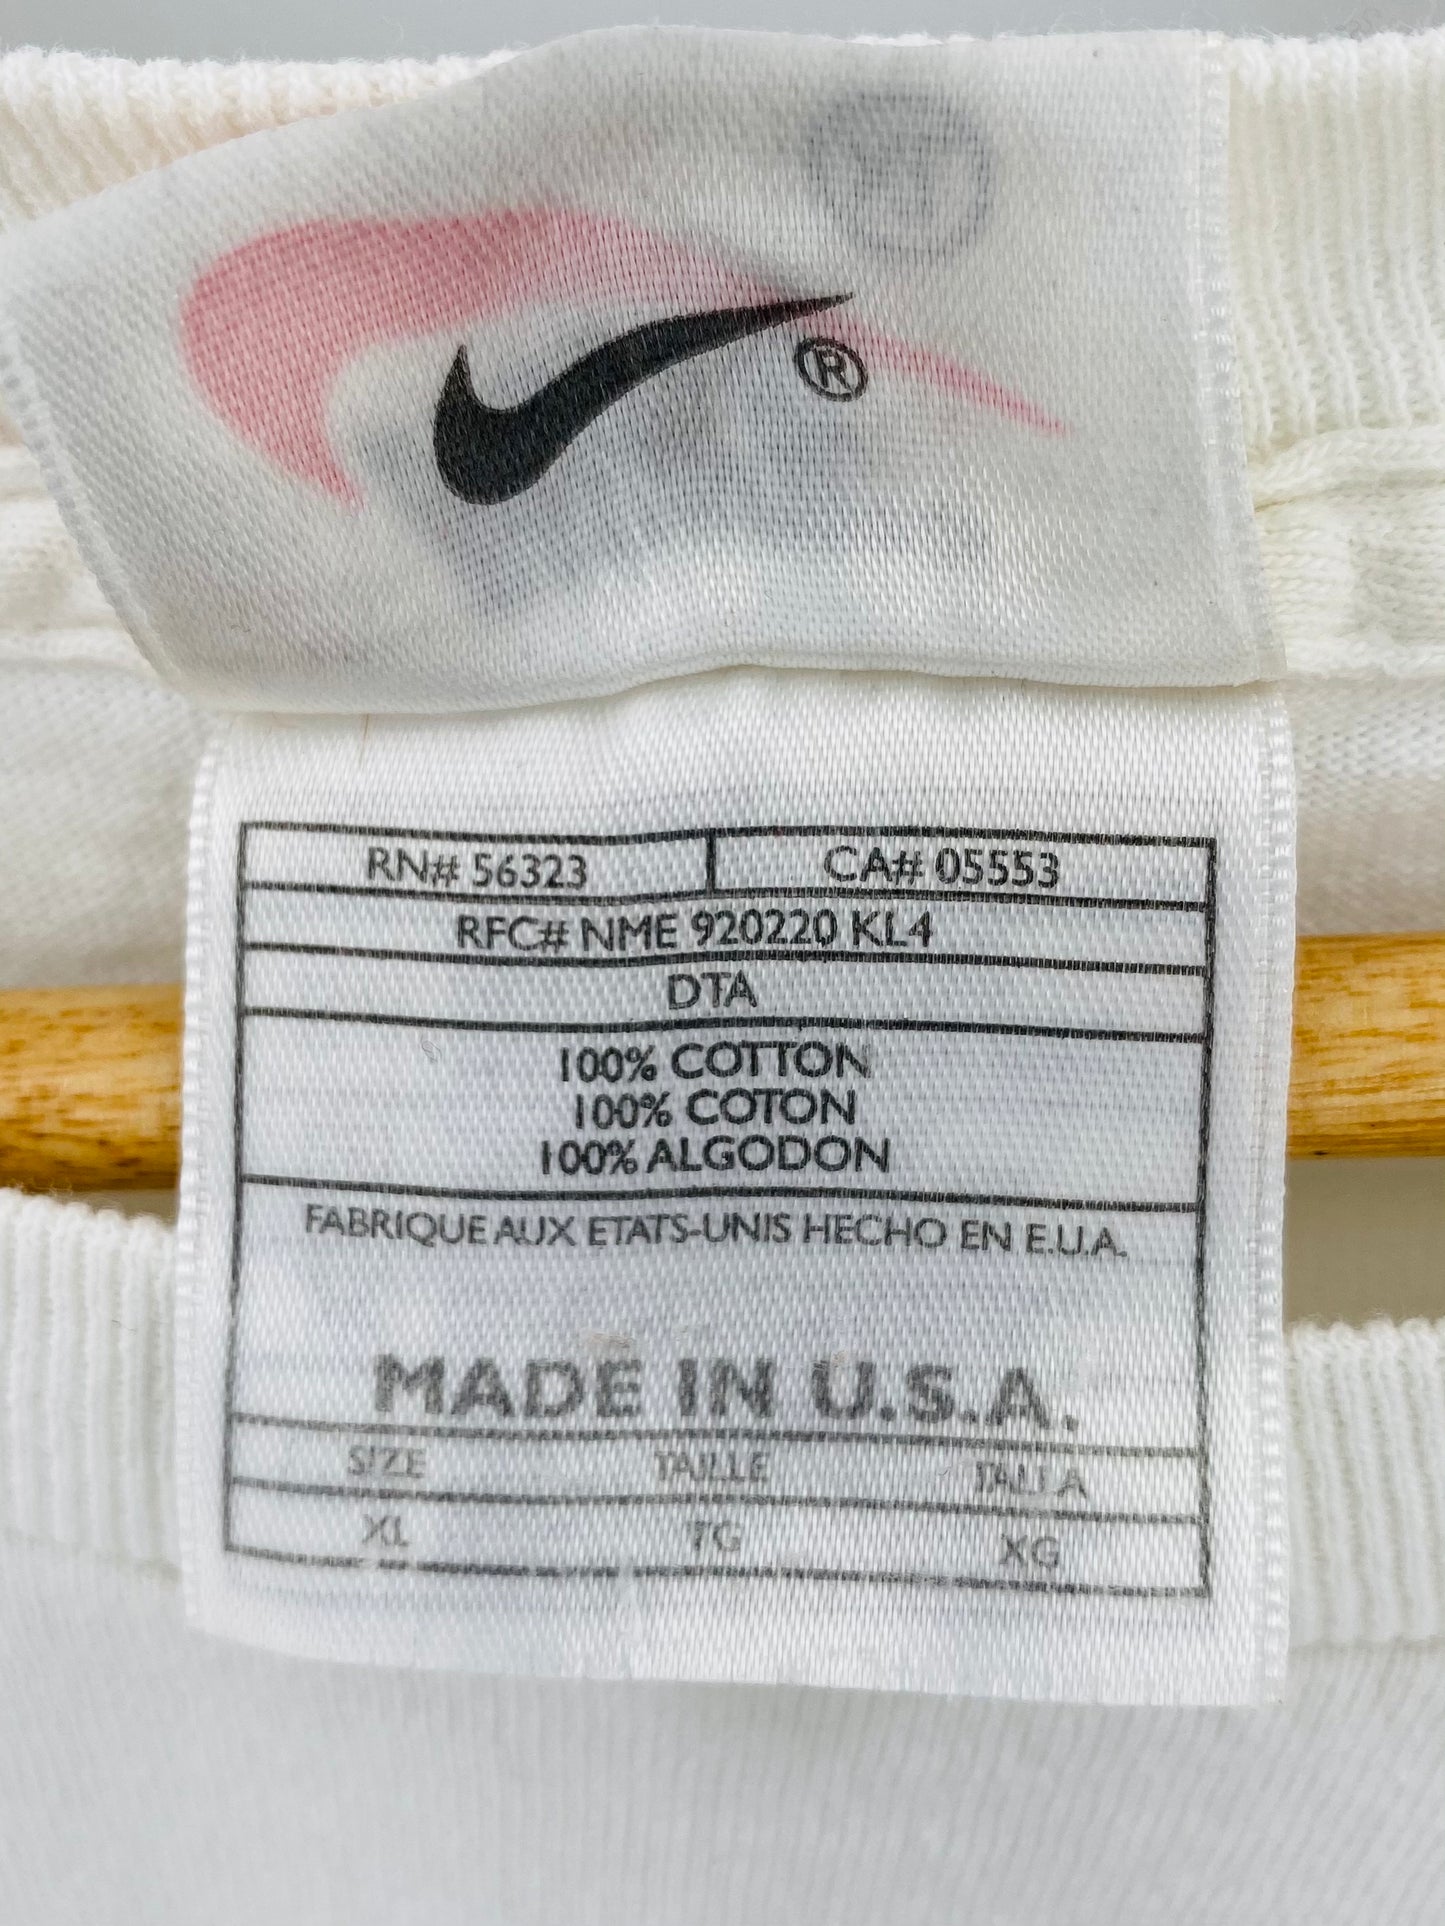 ®
RN# 56323 CA# 05553
RFC# NME 920220 KL4
DTA
100% COTTON
100% COTON
100% ALGODON
FABRIQUE AUX ETATS-UNIS HECHO EN E.U.A.
MADE IN U.S.A.
SIZE TAILLE TALLA
XL TG XG